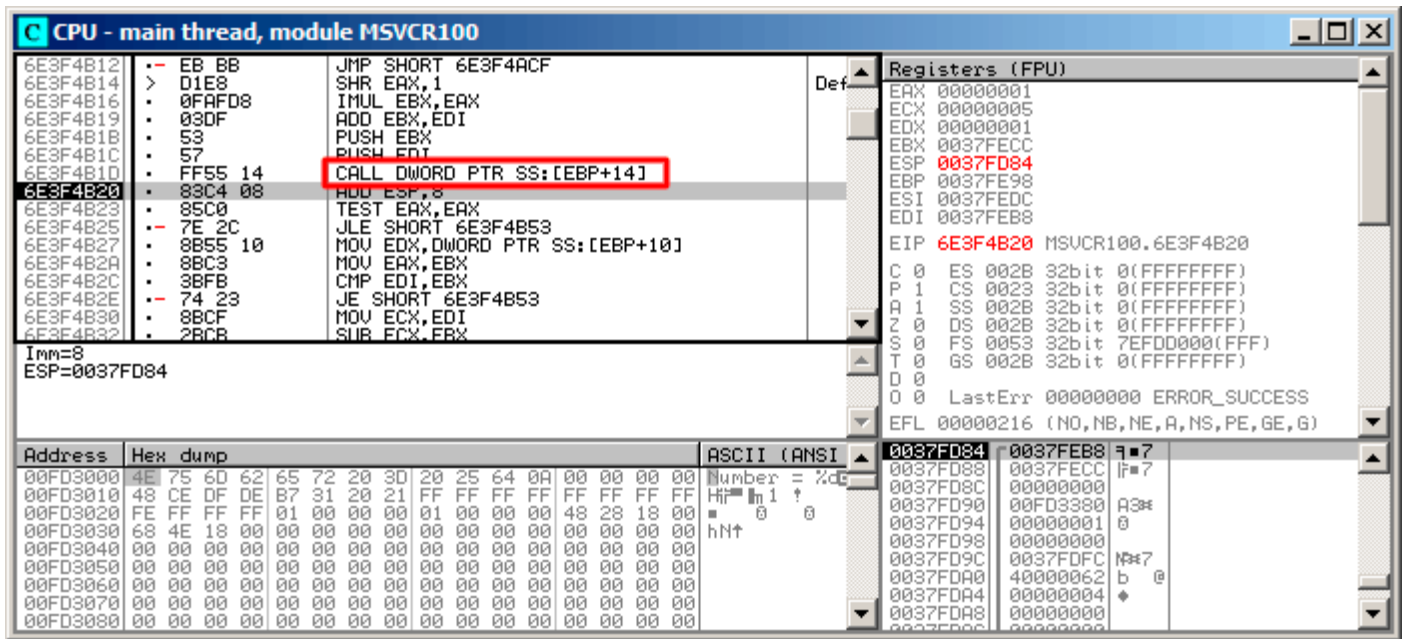 C CPU - main thread, module MSVCR100
6E3F4B12 •- EB BB JMP SHORT 6E3F4ACF
6E3F4B14 > D1E8 SHR EAX,1 Def
6E3F4B16 • 0FAFD8 IMUL EBX,EAX
6E3F4B19 • 03DF ADD EBX,EDI
6E3F4B1B • 53 PUSH EBX
6E3F4B1C • 57 PUSH EDI
6E3F4B1D • FF55 14 CALL DWORD PTR SS:[EBP+14]
6E3F4B20 • 83C4 08 ADD ESP,8
6E3F4B23 • 85C0 TEST EAX,EAX
6E3F4B25 •- 7E 2C JLE SHORT 6E3F4B53
6E3F4B27 • 8B55 10 MOV EDX,DWORD PTR SS:[EBP+10]
6E3F4B2A • 8BC3 MOV EAX,EBX
6E3F4B2C • 3BFB CMP EDI,EBX
6E3F4B2E •- 74 23 JE SHORT 6E3F4B53
6E3F4B30 • 8BCF MOV ECX,EDI
6E3F4B32 • 2BCB SUB ECX,EBX
Imm=8
ESP=0037FD84
Registers (FPU)
EAX 00000001
ECX 00000005
EDX 00000001
EBX 0037FECC
ESP 0037FD84
EBP 0037FE98
ESI 0037FEDC
EDI 0037FEB8
EIP 6E3F4B20 MSVCR100.6E3F4B20
C 0 ES 002B 32bit 0(FFFFFFFF)
P 1 CS 0023 32bit 0(FFFFFFFF)
A 1 SS 002B 32bit 0(FFFFFFFF)
Z 0 DS 002B 32bit 0(FFFFFFFF)
S 0 FS 0053 32bit 7EFDD000(FFF)
T 0 GS 002B 32bit 0(FFFFFFFF)
D 0
O 0 LastErr 00000000 ERROR_SUCCESS
EFL 00000216 (NO,NB,NE,A,NS,PE,GE,G)
Address Hex dump ASCII (ANSI
00FD3000 4E 75 6D 62 65 72 20 3D 20 25 64 0A 00 00 00 00 Number = %d
00FD3010 48 CE DF DE B7 31 20 21 FF FF FF FF FF FF FF FF
00FD3020 FE FF FF FF 01 00 00 00 01 00 00 00 48 28 18 00
00FD3030 68 4E 18 00 00 00 00 00 00 00 00 00 00 00 00 00 hN↑
00FD3040 00 00 00 00 00 00 00 00 00 00 00 00 00 00 00 00
00FD3050 00 00 00 00 00 00 00 00 00 00 00 00 00 00 00 00
00FD3060 00 00 00 00 00 00 00 00 00 00 00 00 00 00 00 00
00FD3070 00 00 00 00 00 00 00 00 00 00 00 00 00 00 00 00
00FD3080 00 00 00 00 00 00 00 00 00 00 00 00 00 00 00 00
0037FD84 0037FEB8 ╕■7
0037FD88 0037FECC ╠■7
0037FD8C 00000000
0037FD90 00FD3380
0037FD94 00000001
0037FD98 00000000
0037FD9C 0037FDFC
0037FDA0 40000062 b @
0037FDA4 00000004 ♦
0037FDA8 00000000